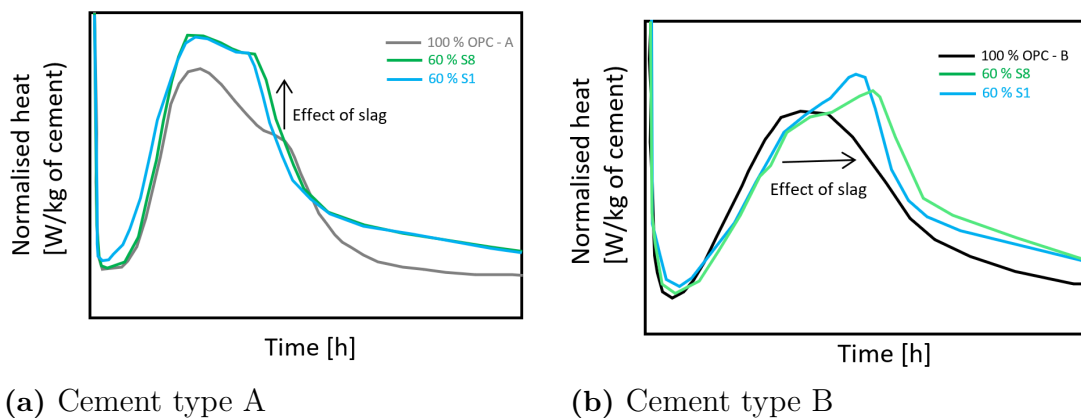 Normalised heat
[W/kg of cement]
100 % OPC - A
60 % S8
60 % S1
Effect of slag
Time [h]
(a) Cement type A
Normalised heat
[W/kg of cement]
100 % OPC - B
60 % S8
60 % S1
Effect of slag
Time [h]
(b) Cement type B